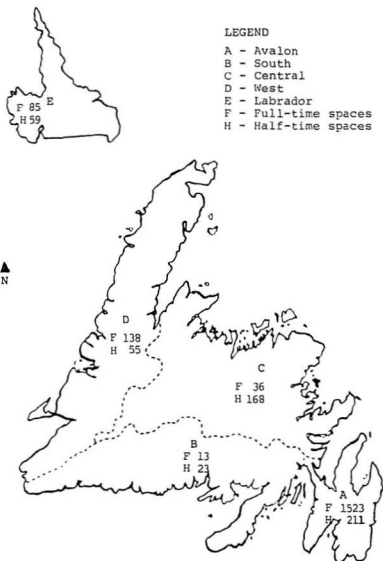 LEGEND
A - Avalon
B - South
C - Central
D - West
E - Labrador
F - Full-time spaces
H - Half-time spaces
E
F 85
H 59
N
D
F 138
H 55
C
F 36
H 168
B
F 13
H 23
A
F 1523
H 211